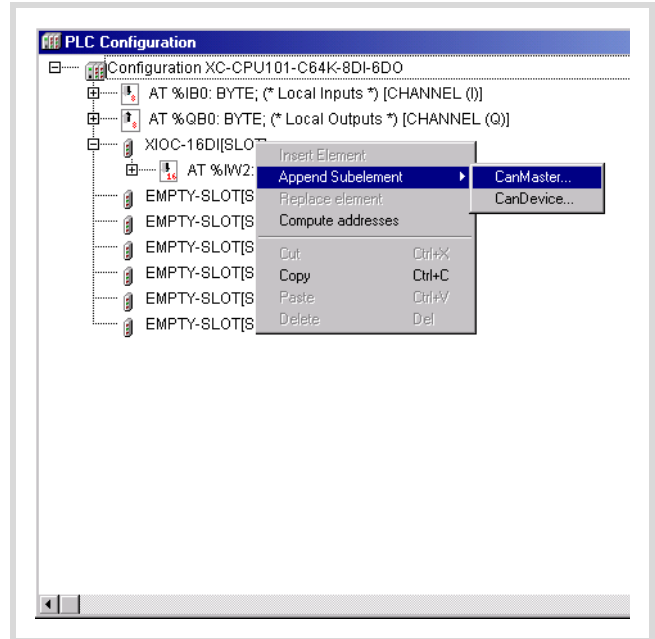 PLC Configuration
Configuration XC-CPU101-C64K-8DI-6DO
AT %IB0: BYTE; (* Local Inputs *) [CHANNEL (I)]
AT %QB0: BYTE; (* Local Outputs *) [CHANNEL (Q)]
XIOC-16DI[SLOT]
16 AT %IW2:
EMPTY-SLOT[S
EMPTY-SLOT[S
EMPTY-SLOT[S
EMPTY-SLOT[S
EMPTY-SLOT[S
EMPTY-SLOT[S
Insert Element
Append Subelement
Replace element
Compute addresses
Cut Ctrl+X
Copy Ctrl+C
Paste Ctrl+V
Delete Del
CanMaster...
CanDevice...